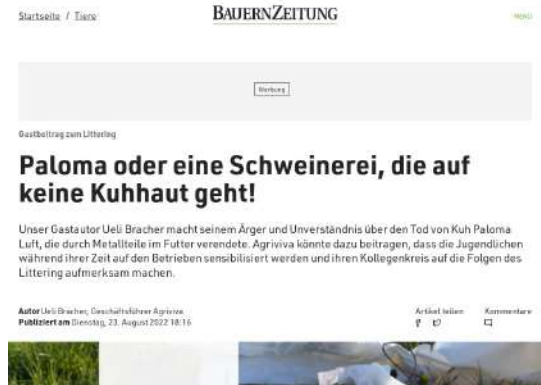 Startseite / Tiere
BAUERNZEITUNG
MENÜ
Werbung
Gastbeitrag zum Littering
Paloma oder eine Schweinerei, die auf
keine Kuhhaut geht!
Unser Gastautor Ueli Bracher macht seinem Ärger und Unverständnis über den Tod von Kuh Paloma
Luft, die durch Metallteile im Futter verendete. Agriviva könnte dazu beitragen, dass die Jugendlichen
während ihrer Zeit auf den Betrieben sensibilisiert werden und ihren Kollegenkreis auf die Folgen des
Littering aufmerksam machen.
Autor Ueli Bracher, Geschäftsführer Agriviva
Publiziert am Dienstag, 23. August 2022 18:16
Artikel teilen
Kommentare